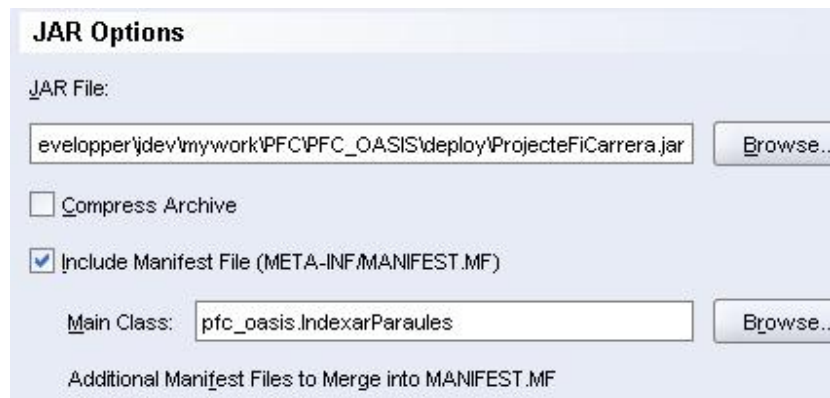 JAR Options
JAR File:
evelopper\jdev\mywork\PFC\PFC_OASIS\deploy\ProjecteFiCarrera.jar
Browse..
Compress Archive
Include Manifest File (META-INF/MANIFEST.MF)
Main Class: pfc_oasis.IndexarParaules
Browse..
Additional Manifest Files to Merge into MANIFEST.MF